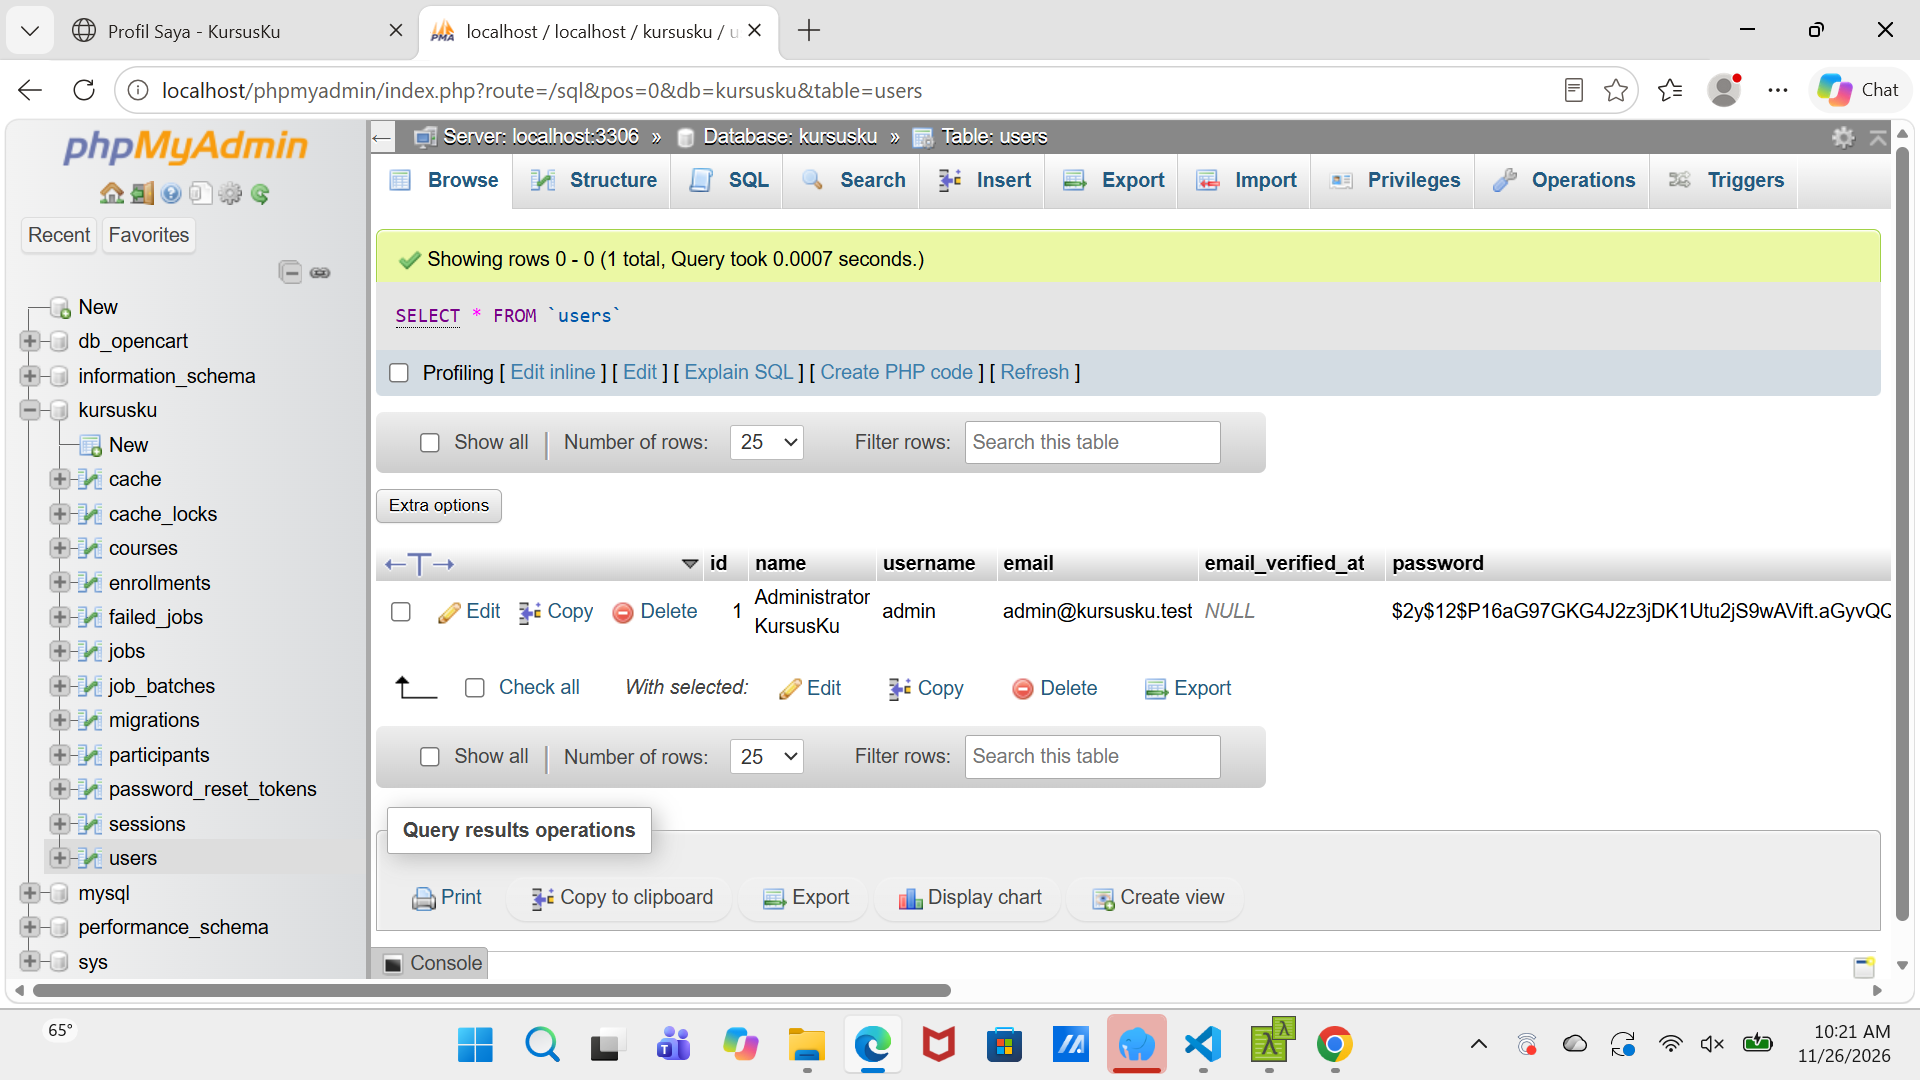 Profil Saya - KursusKu
localhost / localhost / kursusku / u
localhost/phpmyadmin/index.php?route=/sql&pos=0&db=kursusku&table=users
Chat
phpMyAdmin
Recent
Favorites
New
db_opencart
information_schema
kursusku
New
cache
cache_locks
courses
enrollments
failed_jobs
jobs
job_batches
migrations
participants
password_reset_tokens
sessions
users
mysql
performance_schema
sys
Server: localhost:3306 » Database: kursusku » Table: users
Browse Structure SQL Search Insert Export Import Privileges Operations Triggers
Showing rows 0 - 0 (1 total, Query took 0.0007 seconds.)
SELECT * FROM `users`
Profiling [ Edit inline ] [ Edit ] [ Explain SQL ] [ Create PHP code ] [ Refresh ]
Show all | Number of rows: 25 Filter rows: Search this table
Extra options
id name username email email_verified_at password
Edit Copy Delete 1 Administrator KursusKu admin admin@kursusku.test NULL $2y$12$P16aG97GKG4J2z3jDK1Utu2jS9wAVift.aGyvQC
Check all With selected: Edit Copy Delete Export
Show all | Number of rows: 25 Filter rows: Search this table
Query results operations
Print Copy to clipboard Export Display chart Create view
Console
65°
10:21 AM
11/26/2026